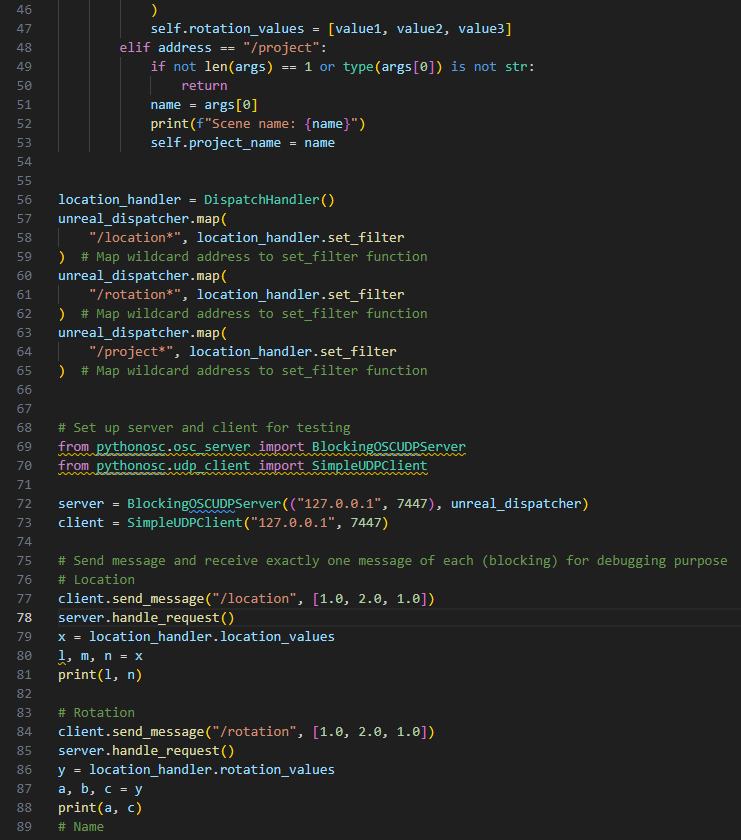 46 )
47 self.rotation_values = [value1, value2, value3]
48 elif address == "/project":
49 if not len(args) == 1 or type(args[0]) is not str:
50 return
51 name = args[0]
52 print(f"Scene name: {name}")
53 self.project_name = name
54
55
56 location_handler = DispatchHandler()
57 unreal_dispatcher.map(
58 "/location*", location_handler.set_filter
59 ) # Map wildcard address to set_filter function
60 unreal_dispatcher.map(
61 "/rotation*", location_handler.set_filter
62 ) # Map wildcard address to set_filter function
63 unreal_dispatcher.map(
64 "/project*", location_handler.set_filter
65 ) # Map wildcard address to set_filter function
66
67
68 # Set up server and client for testing
69 from pythonosc.osc_server import BlockingOSCUDPServer
70 from pythonosc.udp_client import SimpleUDPClient
71
72 server = BlockingOSCUDPServer(("127.0.0.1", 7447), unreal_dispatcher)
73 client = SimpleUDPClient("127.0.0.1", 7447)
74
75 # Send message and receive exactly one message of each (blocking) for debugging purpose
76 # Location
77 client.send_message("/location", [1.0, 2.0, 1.0])
78 server.handle_request()
79 x = location_handler.location_values
80 l, m, n = x
81 print(l, n)
82
83 # Rotation
84 client.send_message("/rotation", [1.0, 2.0, 1.0])
85 server.handle_request()
86 y = location_handler.rotation_values
87 a, b, c = y
88 print(a, c)
89 # Name